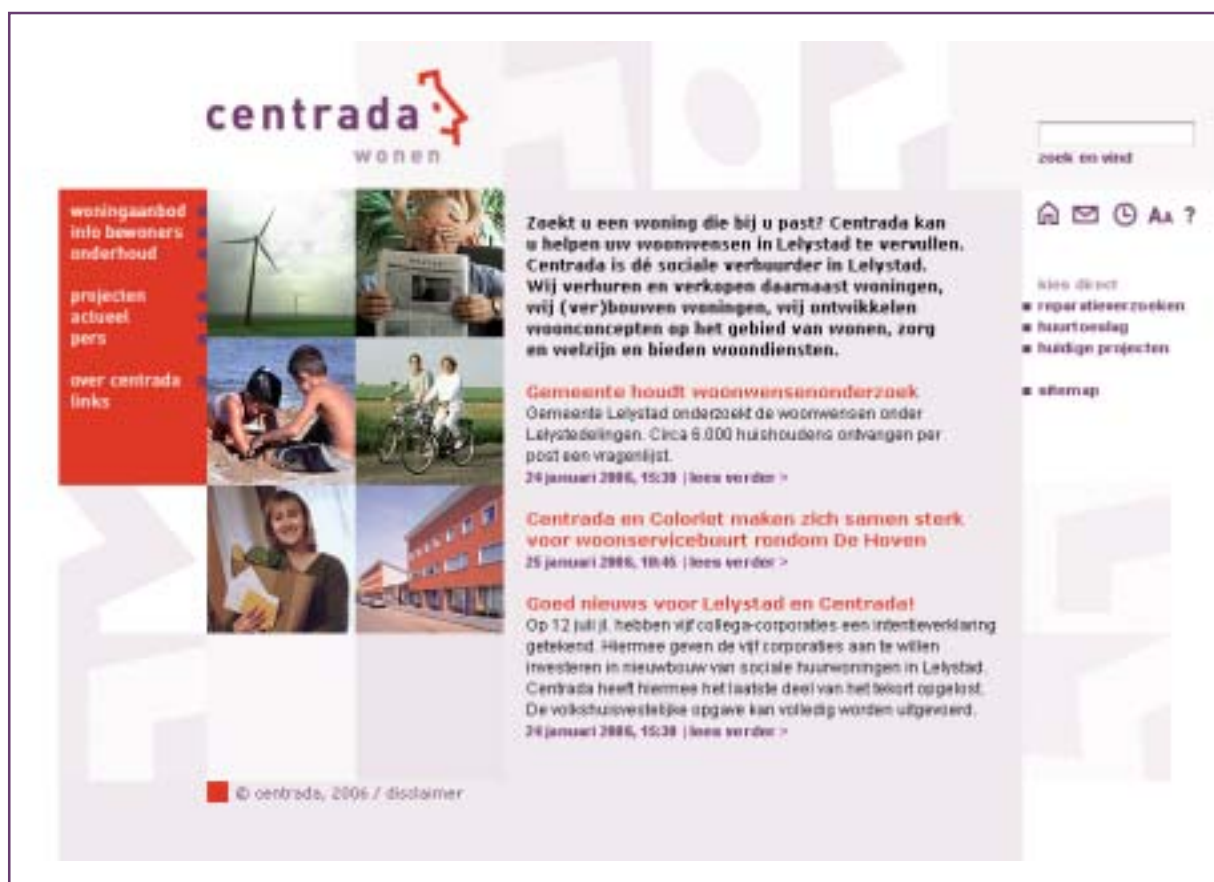 centrada
wonen
zoek en vind
woningaanbod
info bewoners
onderhoud
projecten
actueel
pers
over centrada
links
Zoekt u een woning die bij u past? Centrada kan
u helpen uw woonwensen in Lelystad te vervullen.
Centrada is dé sociale verhuurder in Lelystad.
Wij verhuren en verkopen daarnaast woningen,
wij (ver)bouwen woningen, wij ontwikkelen
woonconcepten op het gebied van wonen, zorg
en welzijn en bieden woondiensten.
Gemeente houdt woonwensenonderzoek
Gemeente Lelystad onderzoekt de woonwensen onder
Lelystedelingen. Circa 6.000 huishoudens ontvangen per
post een vragenlijst.
24 januari 2006, 15:30 | lees verder >
Centrada en Coloriet maken zich samen sterk
voor woonservicebuurt rondom De Hoven
25 januari 2006, 10:45 | lees verder >
Goed nieuws voor Lelystad en Centrada!
Op 12 juli jl. hebben vijf collega-corporaties een intentieverklaring
getekend. Hiermee geven de vijf corporaties aan te willen
investeren in nieuwbouw van sociale huurwoningen in Lelystad.
Centrada heeft hiermee het laatste deel van het tekort opgelost.
De volkshuisvestelijke opgave kan volledig worden uitgevoerd.
24 januari 2006, 15:30 | lees verder >
AA ?
kies direct
reparatieverzoeken
huurtoeslag
huidige projecten
sitemap
© centrada, 2006 / disclaimer